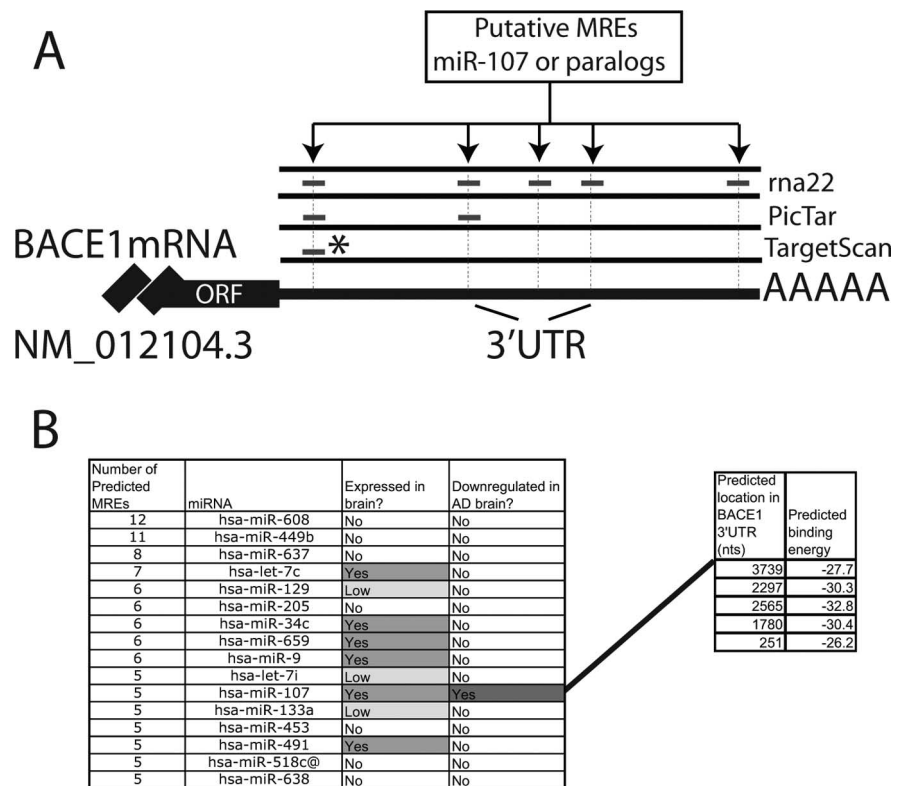 A
Putative MREs
miR-107 or paralogs
rna22
PicTar
TargetScan
*
BACE1mRNA
ORF
AAAAA
NM_012104.3
3'UTR
B
Number of Predicted MREs miRNA Expressed in brain? Downregulated in AD brain?
12 hsa-miR-608 No No
11 hsa-miR-449b No No
8 hsa-miR-637 No No
7 hsa-let-7c Yes No
6 hsa-miR-129 Low No
6 hsa-miR-205 No No
6 hsa-miR-34c Yes No
6 hsa-miR-659 Yes No
6 hsa-miR-9 Yes No
5 hsa-let-7i Low No
5 hsa-miR-107 Yes Yes
5 hsa-miR-133a Low No
5 hsa-miR-453 No No
5 hsa-miR-491 Yes No
5 hsa-miR-518c@ No No
5 hsa-miR-638 No No
Predicted location in BACE1 3'UTR (nts) Predicted binding energy
3739 -27.7
2297 -30.3
2565 -32.8
1780 -30.4
251 -26.2